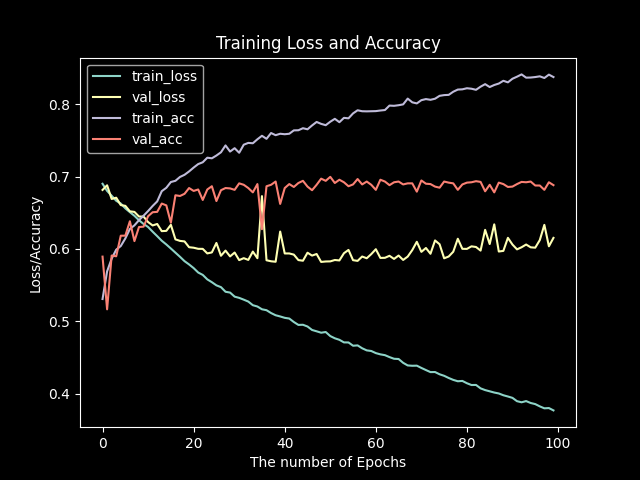 Training Loss and Accuracy
train_loss
val_loss
train_acc
val_acc
0.8
0.7
0.6
0.5
0.4
Loss/Accuracy
0 20 40 60 80 100
The number of Epochs